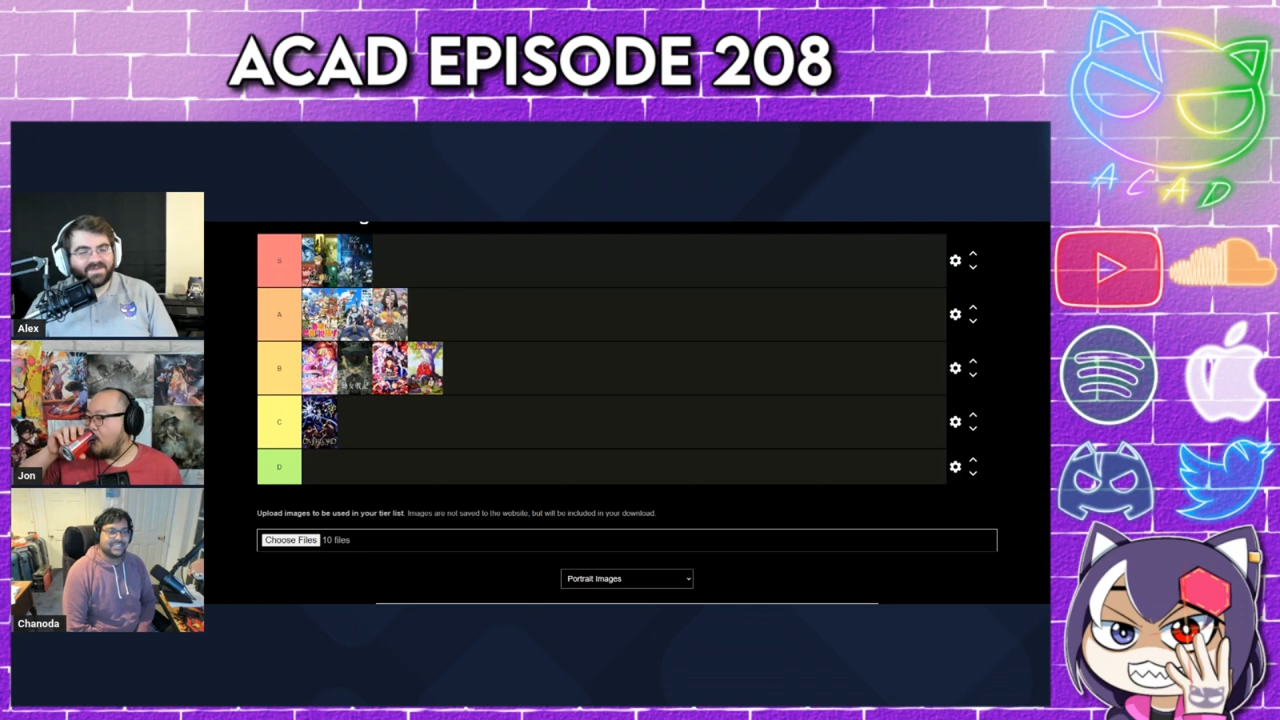 ACAD EPISODE 208
ACAD
Alex
Jon
Chanoda
S
A
B
C
OVERLORD
D
Upload images to be used in your tier list. Images are not saved to the website, but will be included in your download.
Choose Files 10 files
Portrait Images